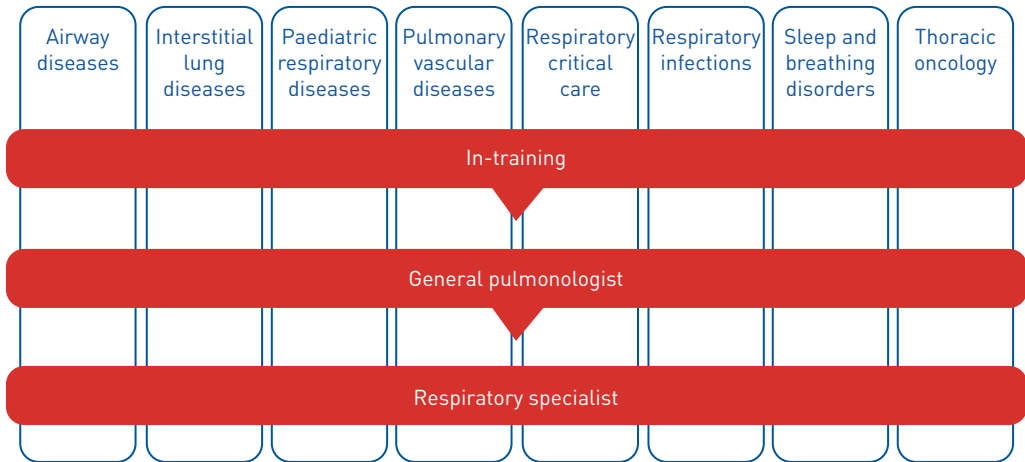 Airway
diseases
Interstitial
lung
diseases
Paediatric
respiratory
diseases
Pulmonary
vascular
diseases
Respiratory
critical
care
Respiratory
infections
Sleep and
breathing
disorders
Thoracic
oncology
In-training
General pulmonologist
Respiratory specialist